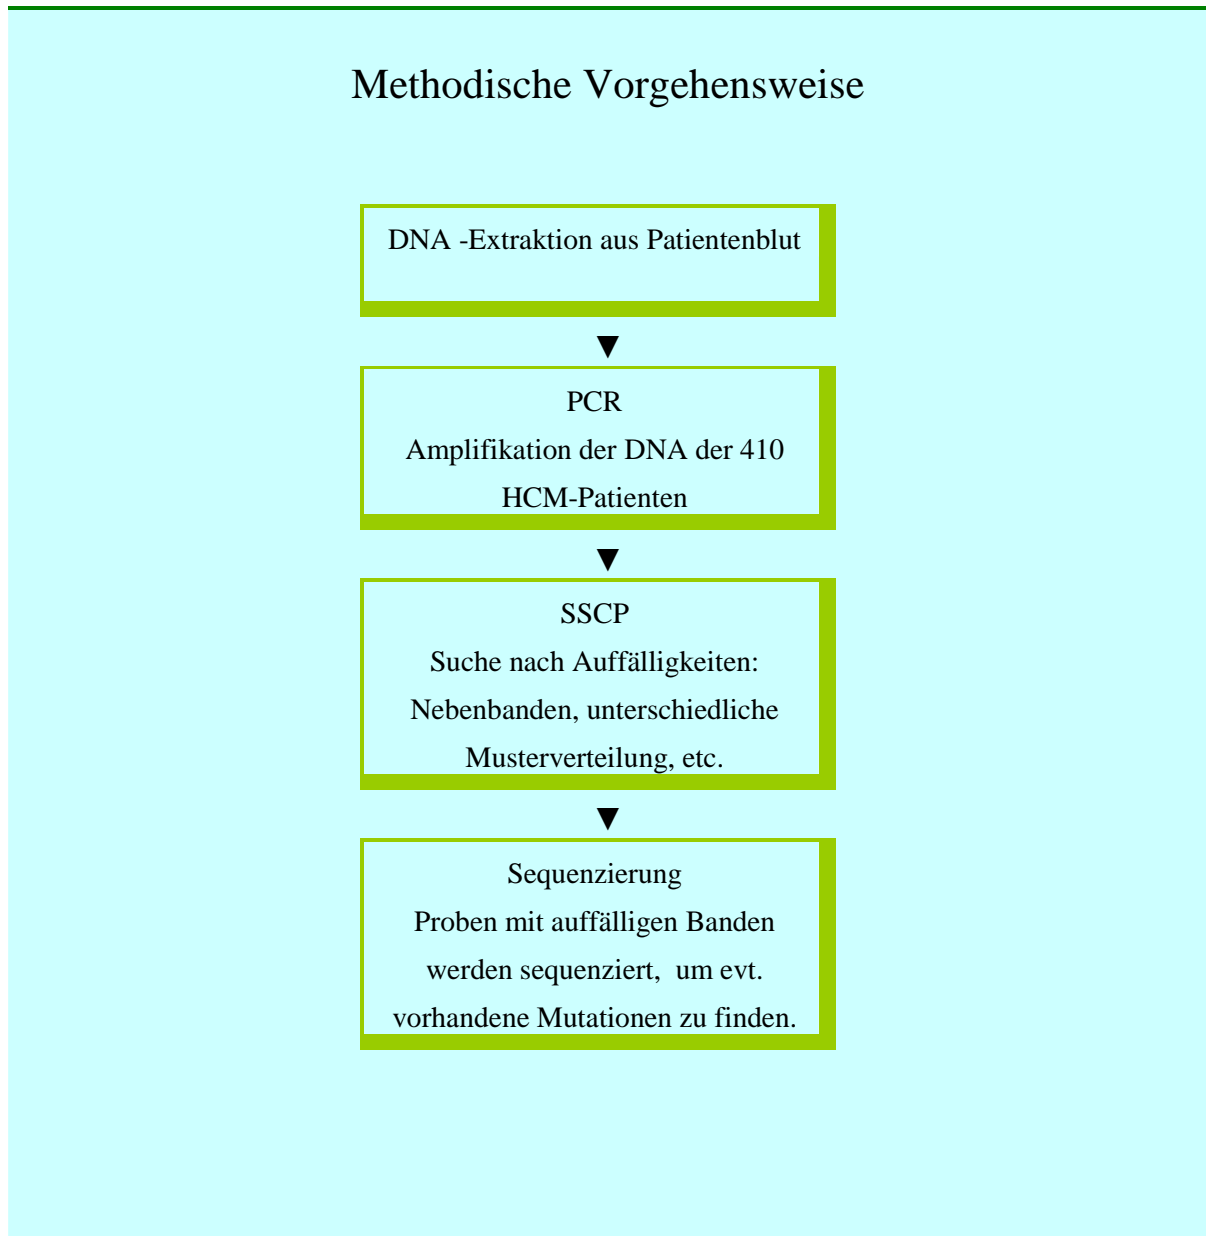 Methodische Vorgehensweise
DNA -Extraktion aus Patientenblut
PCR
Amplifikation der DNA der 410
HCM-Patienten
SSCP
Suche nach Auffälligkeiten:
Nebenbanden, unterschiedliche
Musterverteilung, etc.
Sequenzierung
Proben mit auffälligen Banden
werden sequenziert,  um evt.
vorhandene Mutationen zu finden.